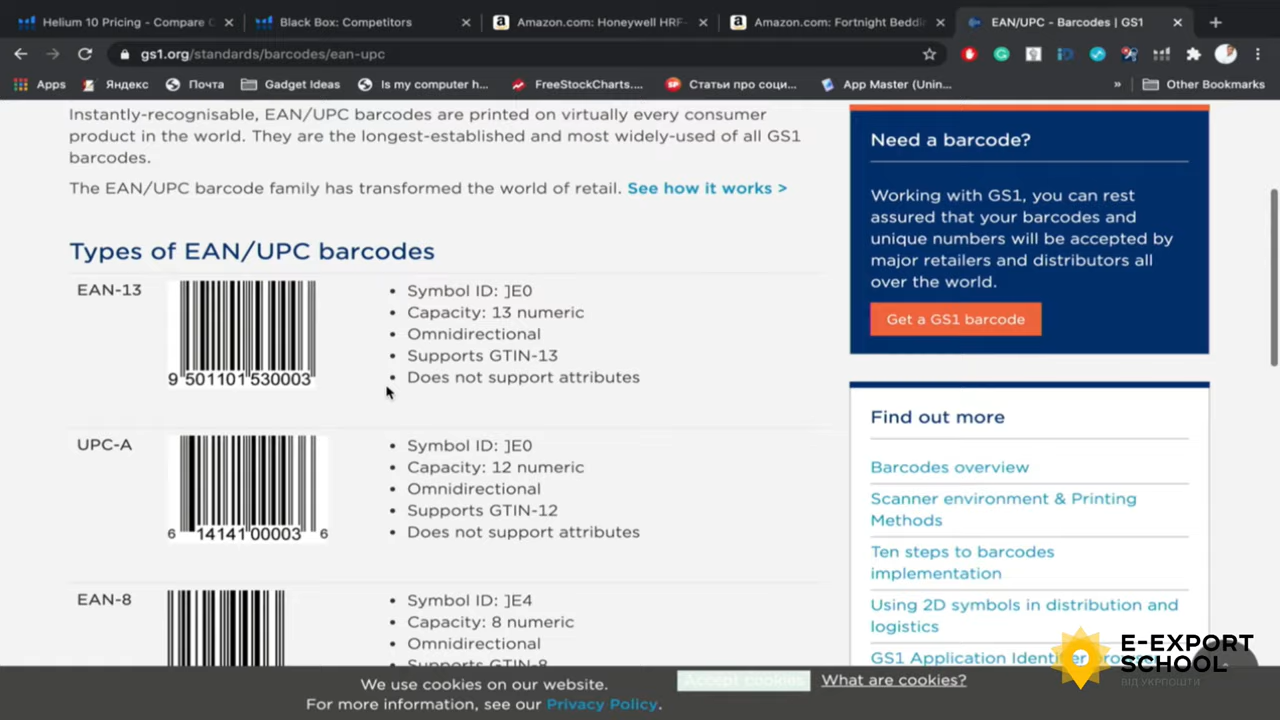 Helium 10 Pricing - Compare
Black Box: Competitors
Amazon.com: Honeywell HRF-
Amazon.com: Fortnight Beddi
EAN/UPC - Barcodes | GS1
gs1.org/standards/barcodes/ean-upc
Apps
Яндекс
Почта
Gadget Ideas
Is my computer h...
FreeStockCharts....
Статьи про соци...
App Master (Unin...
»
Other Bookmarks
Instantly-recognisable, EAN/UPC barcodes are printed on virtually every consumer
product in the world. They are the longest-established and most widely-used of all GS1
barcodes.
The EAN/UPC barcode family has transformed the world of retail. See how it works >
Types of EAN/UPC barcodes
EAN-13
9 501101 530003
• Symbol ID: ]E0
• Capacity: 13 numeric
• Omnidirectional
• Supports GTIN-13
• Does not support attributes
UPC-A
6 14141 00003 6
• Symbol ID: ]E0
• Capacity: 12 numeric
• Omnidirectional
• Supports GTIN-12
• Does not support attributes
EAN-8
• Symbol ID: ]E4
• Capacity: 8 numeric
• Omnidirectional
• Supports GTIN-8
Need a barcode?
Working with GS1, you can rest
assured that your barcodes and
unique numbers will be accepted by
major retailers and distributors all
over the world.
Get a GS1 barcode
Find out more
Barcodes overview
Scanner environment & Printing
Methods
Ten steps to barcodes
implementation
Using 2D symbols in distribution and
logistics
GS1 Application Identifier
E-EXPORT
SCHOOL
ВІД УКРПОШТИ
We use cookies on our website.
For more information, see our Privacy Policy.
Accept cookies
What are cookies?